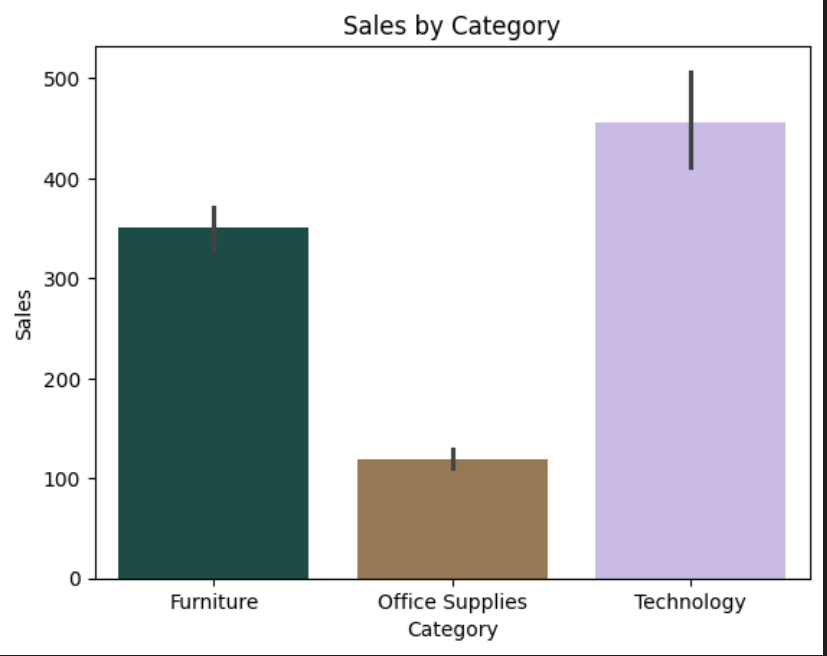 Sales by Category
500
400
300
200
100
0
Sales
Furniture Office Supplies Technology
Category